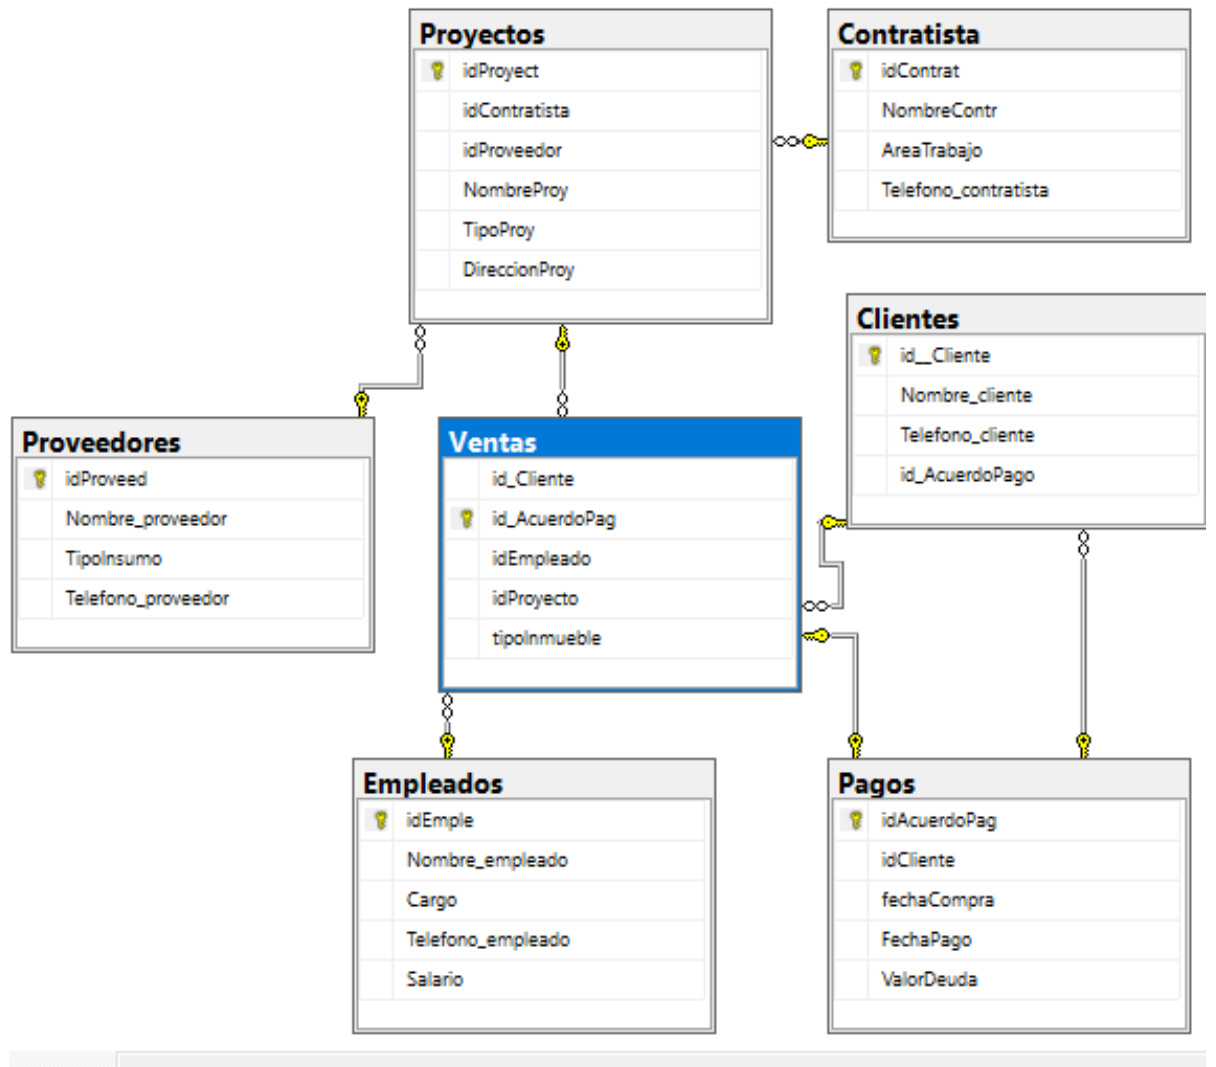 Proyectos
idProyect
idContratista
idProveedor
NombreProy
TipoProy
DireccionProy
Contratista
idContrat
NombreContr
AreaTrabajo
Telefono_contratista
Clientes
id__Cliente
Nombre_cliente
Telefono_cliente
id_AcuerdoPago
Proveedores
idProveed
Nombre_proveedor
TipoInsumo
Telefono_proveedor
Ventas
id_Cliente
id_AcuerdoPag
idEmpleado
idProyecto
tipoInmueble
Empleados
idEmple
Nombre_empleado
Cargo
Telefono_empleado
Salario
Pagos
idAcuerdoPag
idCliente
fechaCompra
FechaPago
ValorDeuda